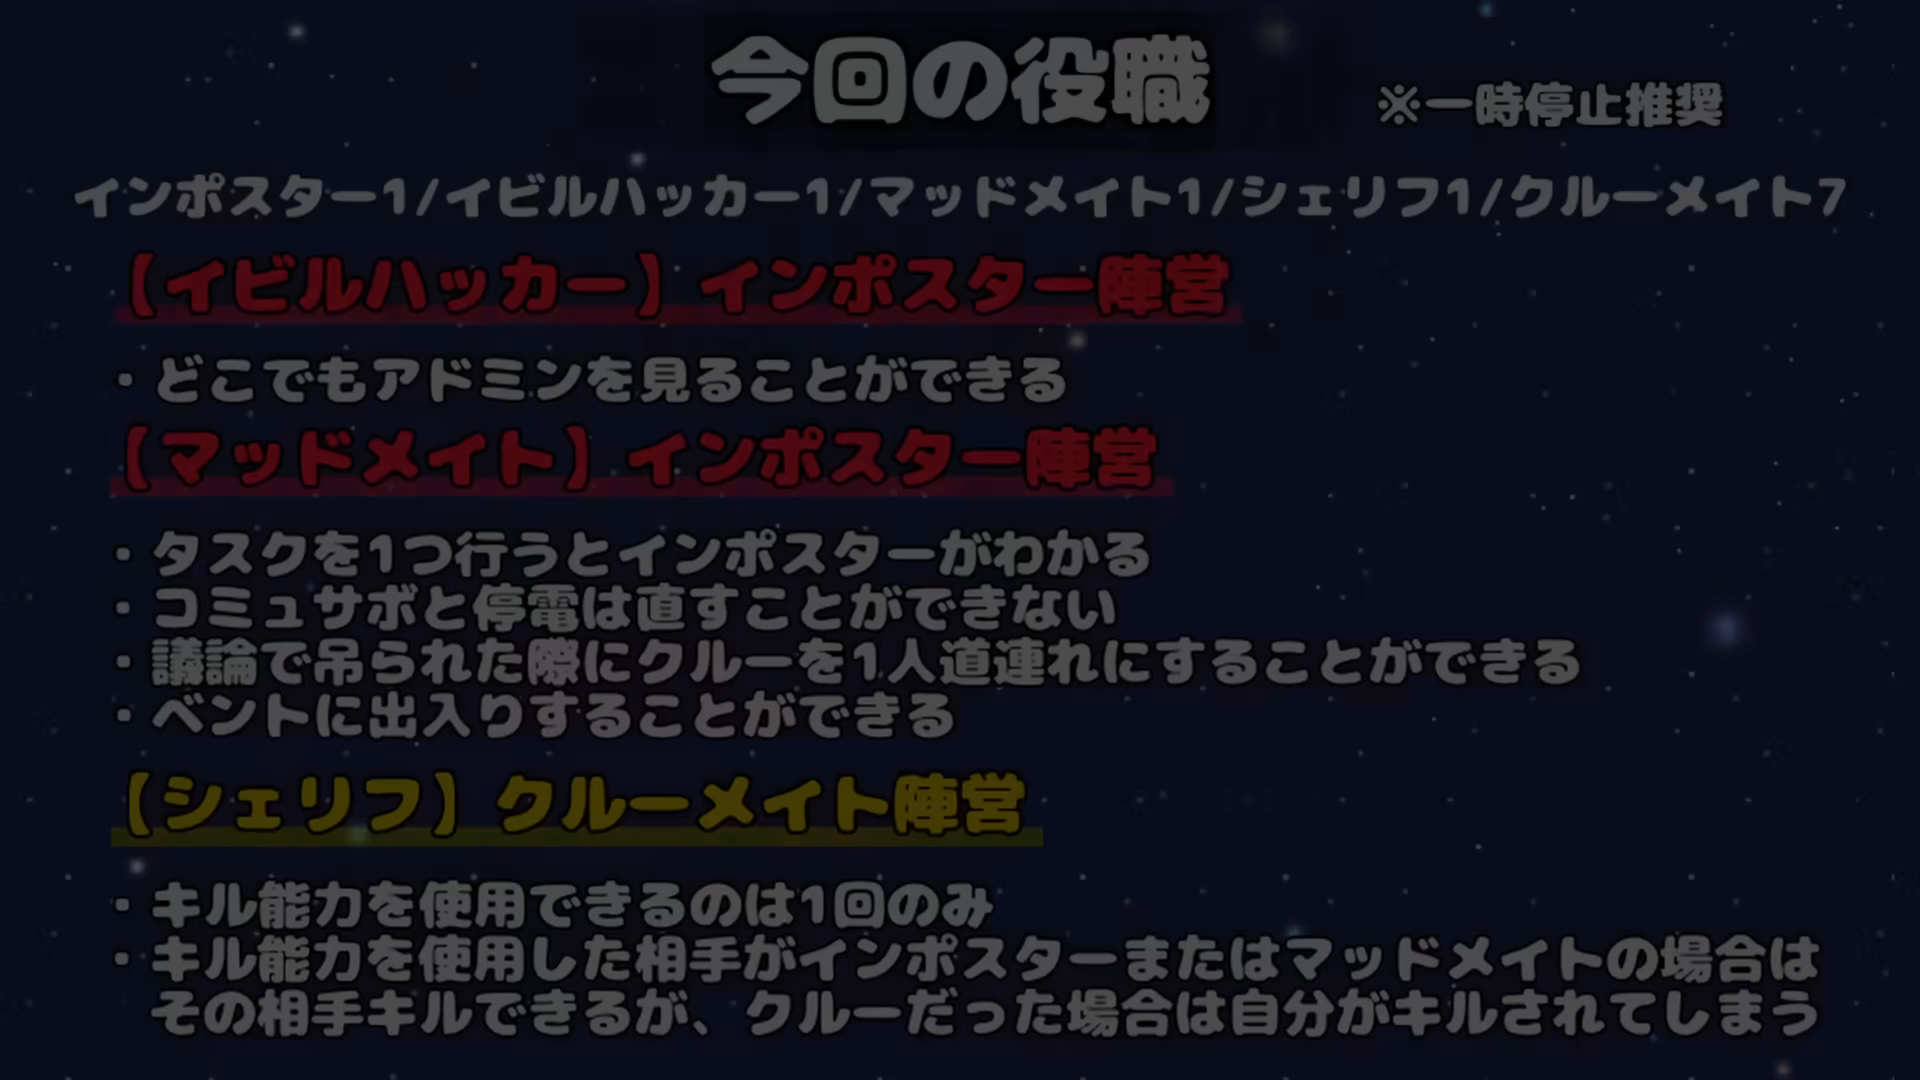 今回の役職
※一時停止推奨
インポスター1/イビルハッカー1/マッドメイト1/シェリフ1/クルーメイト7
【イビルハッカー】インポスター陣営
・どこでもアドミンを見ることができる
【マッドメイト】インポスター陣営
・タスクを1つ行うとインポスターがわかる
・コミュサボと停電は直すことができない
・議論で吊られた際にクルーを1人道連れにすることができる
・ベントに出入りすることができる
【シェリフ】クルーメイト陣営
・キル能力を使用できるのは1回のみ
・キル能力を使用した相手がインポスターまたはマッドメイトの場合は
その相手キルできるが、クルーだった場合は自分がキルされてしまう